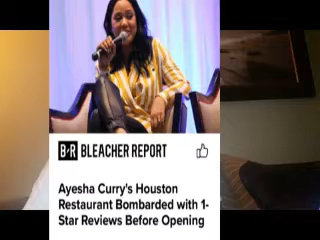 B/R BLEACHER REPORT
Ayesha Curry's Houston
Restaurant Bombarded with 1-
Star Reviews Before Opening